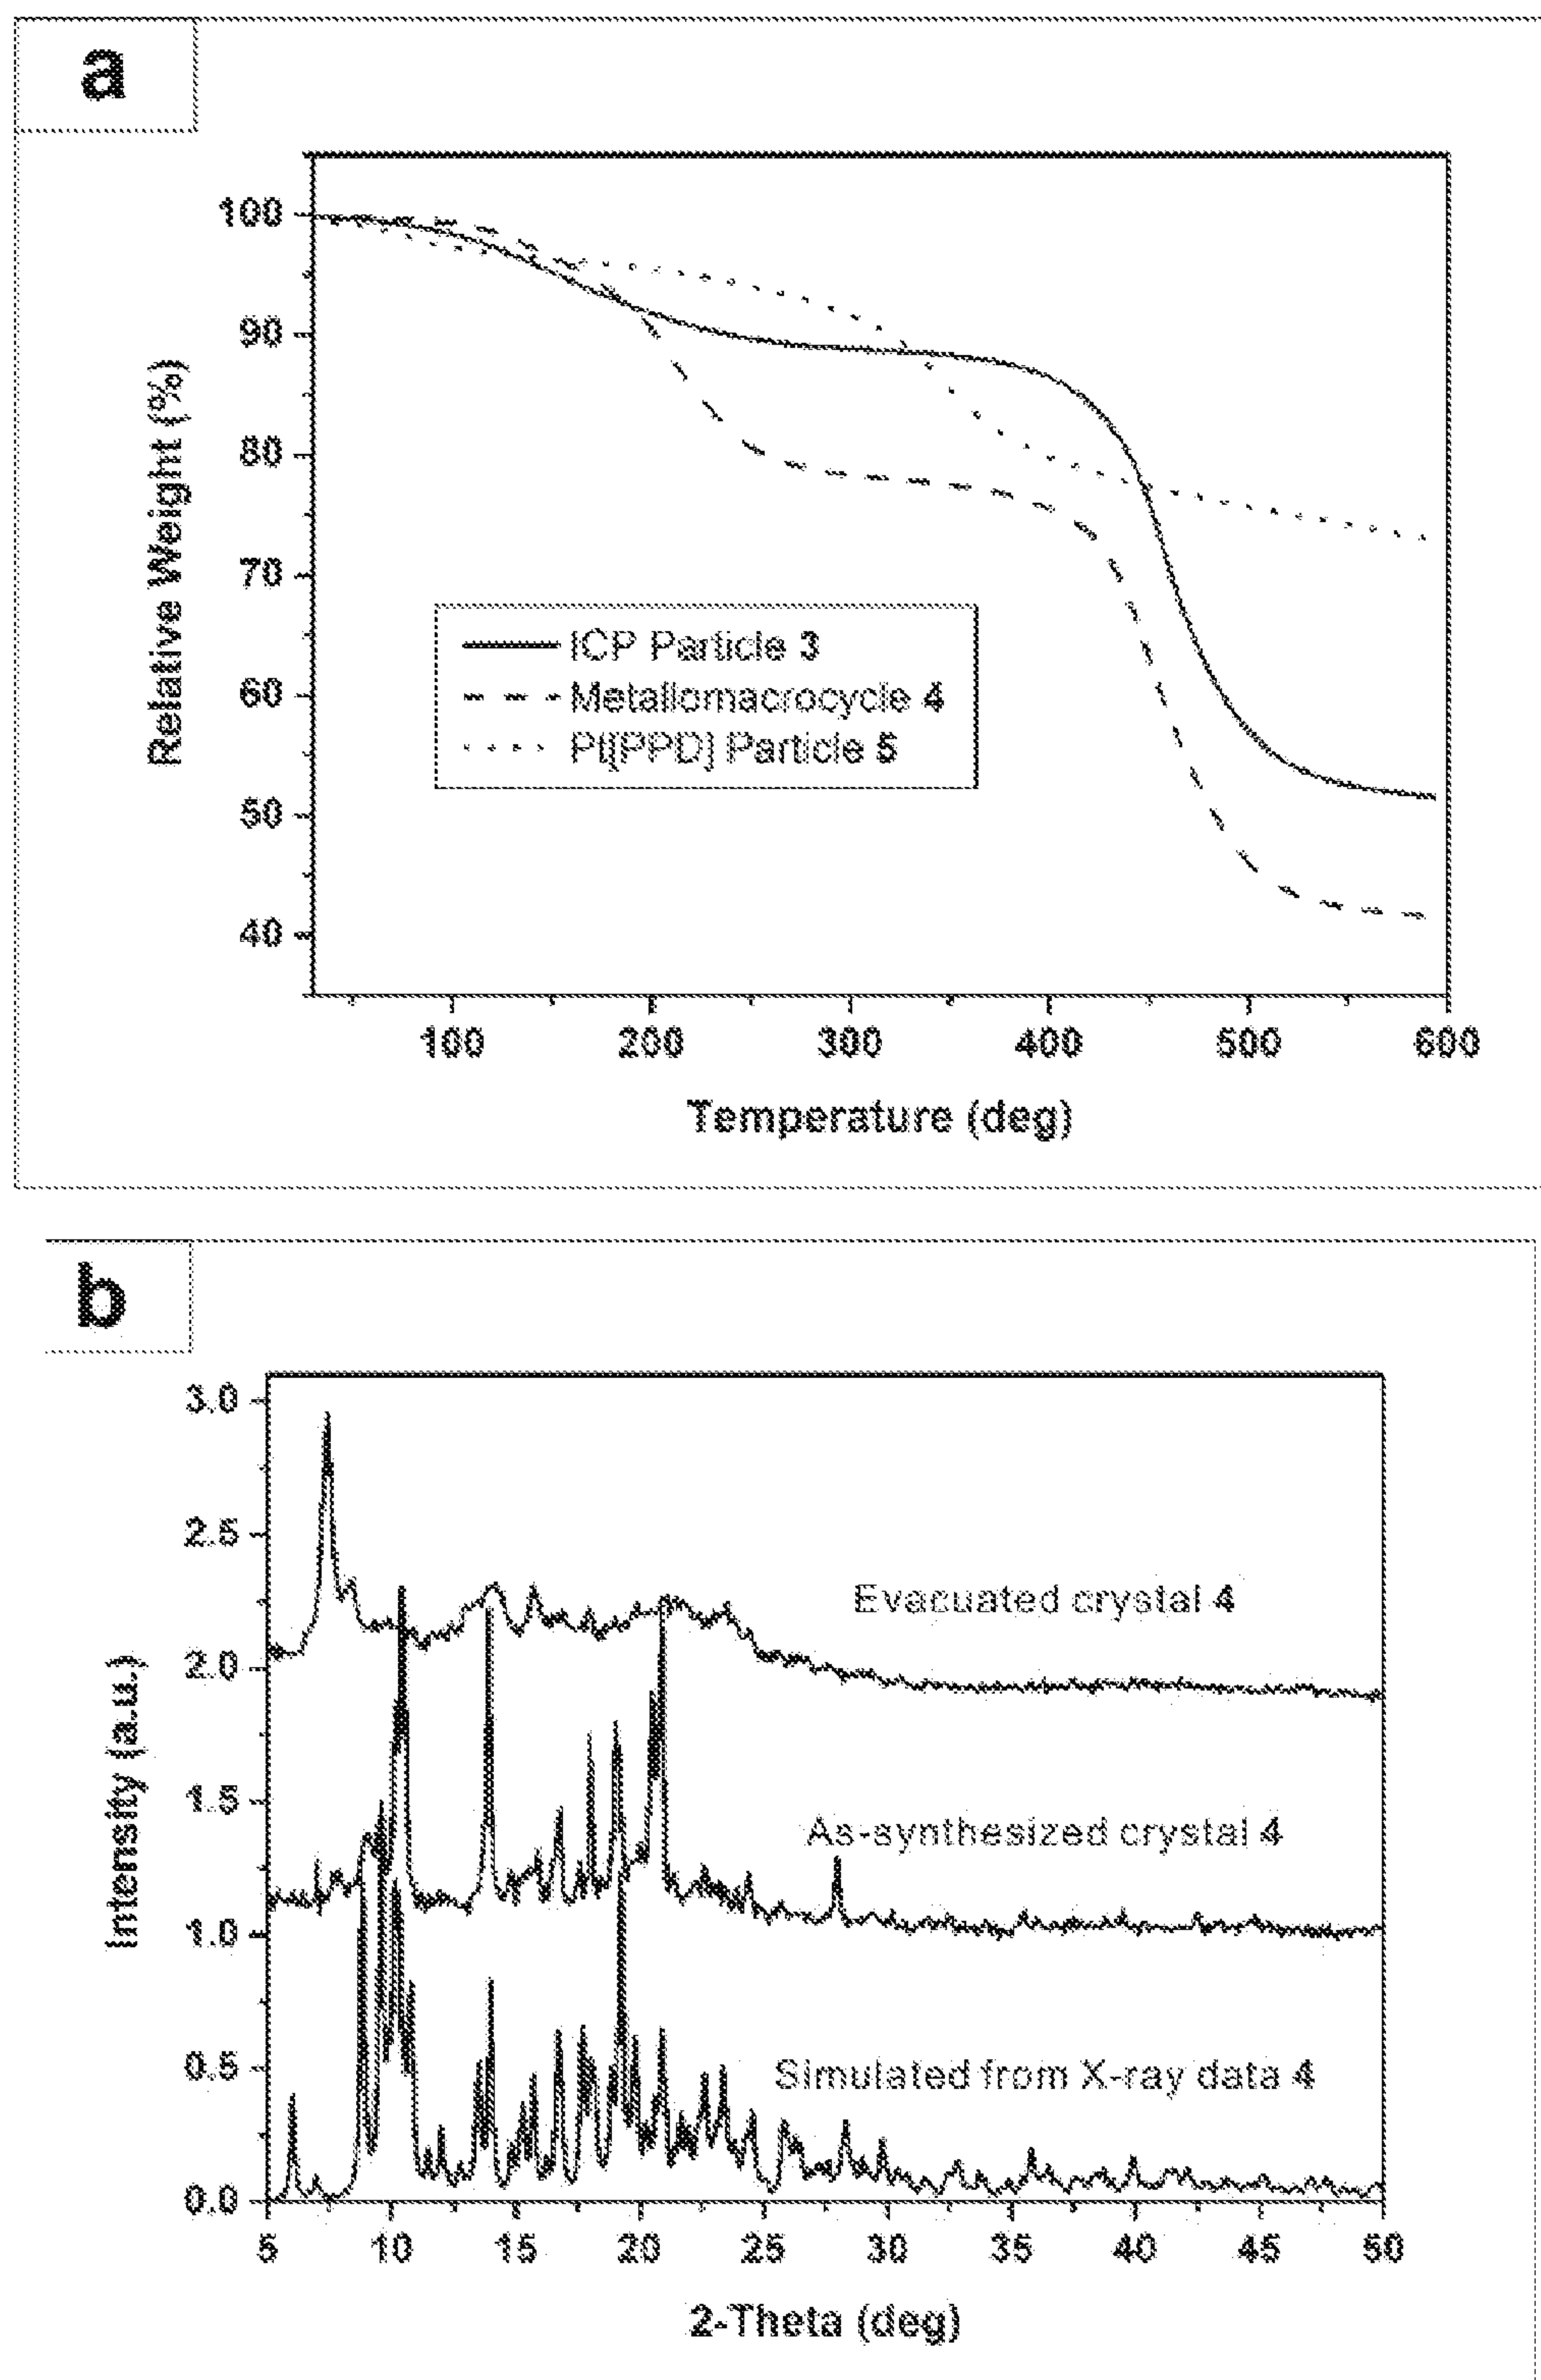 a
100
90
80
70
60
50
40
Relative Weight (%)
ICP Particle 3
Metallomacrocycle 4
Pt[PPD] Particle 5
100 200 300 400 500 600
Temperature (deg)
b
3.0
2.5
2.0
1.5
1.0
0.5
0.0
Intensity (a.u.)
Evacuated crystal 4
As-synthesized crystal 4
Simulated from X-ray data 4
5 10 15 20 25 30 35 40 45 50
2-Theta (deg)